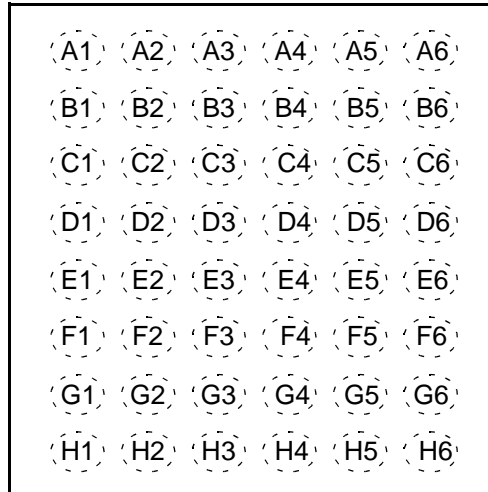 A1 A2 A3 A4 A5 A6
B1 B2 B3 B4 B5 B6
C1 C2 C3 C4 C5 C6
D1 D2 D3 D4 D5 D6
E1 E2 E3 E4 E5 E6
F1 F2 F3 F4 F5 F6
G1 G2 G3 G4 G5 G6
H1 H2 H3 H4 H5 H6